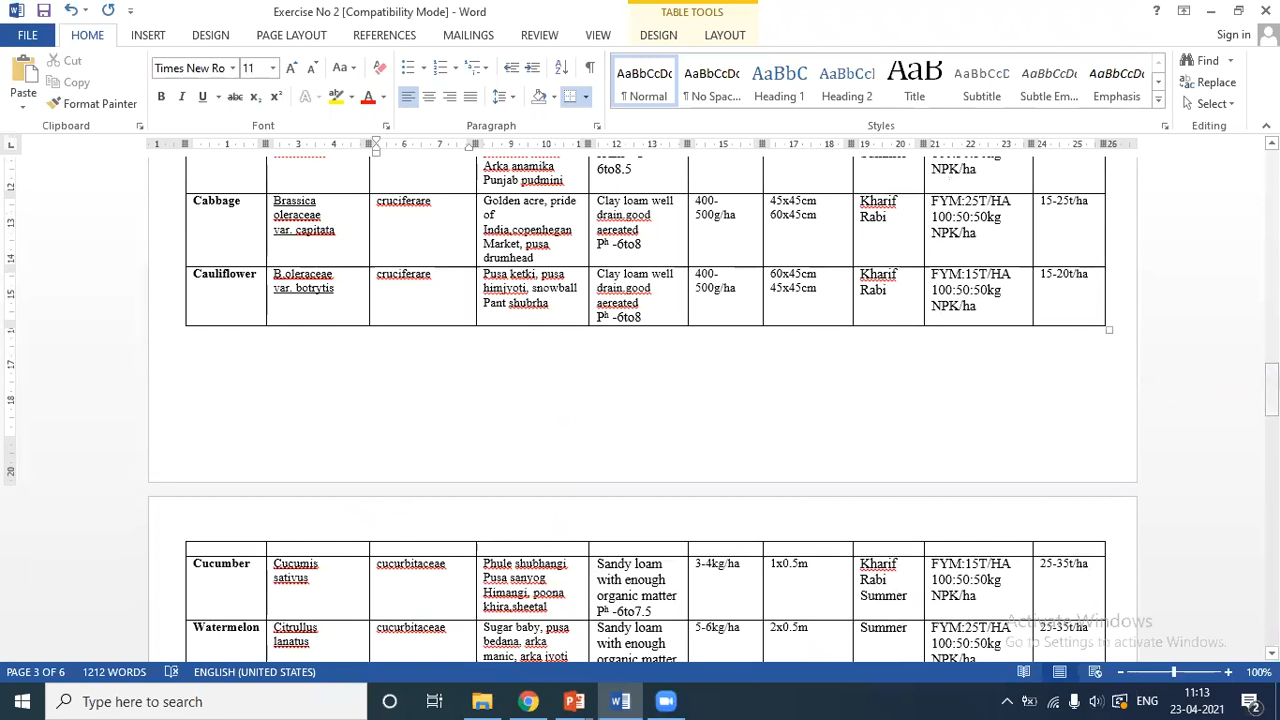 Exercise No 2 [Compatibility Mode] - Word
TABLE TOOLS
? 
FILE HOME INSERT DESIGN PAGE LAYOUT REFERENCES MAILINGS REVIEW VIEW DESIGN LAYOUT Sign in
Cut
Copy
Format Painter
Paste
Clipboard
Times New Ro 11
Font
Paragraph
AaBbCcDc AaBbCcDc AaBbC AaBbCcC AaB AaBbCcD AaBbCcDc AaBbCcDc
¶ Normal ¶ No Spac... Heading 1 Heading 2 Title Subtitle Subtle Em... Emphasis
Styles
Find
Replace
Select
Editing
Arka anamika
Punjab pudmini
6to8.5
NPK/ha
Cabbage
Brassica
oleraceae
var. capitata
cruciferare
Golden acre, pride
of
India,copenhegan
Market, pusa
drumhead
Clay loam well
drain,good
aereated
Pʰ -6to8
400-
500g/ha
45x45cm
60x45cm
Kharif
Rabi
FYM:25T/HA
100:50:50kg
NPK/ha
15-25t/ha
Cauliflower
B.oleraceae
var. botrytis
cruciferare
Pusa ketki, pusa
himjyoti, snowball
Pant shubrha
Clay loam well
drain,good
aereated
Pʰ -6to8
400-
500g/ha
60x45cm
45x45cm
Kharif
Rabi
FYM:15T/HA
100:50:50kg
NPK/ha
15-20t/ha
Cucumber
Cucumis
sativus
cucurbitaceae
Phule shubhangi,
Pusa sanyog
Himangi, poona
khira,sheetal
Sandy loam
with enough
organic matter
Pʰ -6to7.5
3-4kg/ha
1x0.5m
Kharif
Rabi
Summer
FYM:15T/HA
100:50:50kg
NPK/ha
25-35t/ha
Watermelon
Citrullus
lanatus
cucurbitaceae
Sugar baby, pusa
bedana, arka
manic, arka jyoti
Sandy loam
with enough
organic matter
5-6kg/ha
2x0.5m
Summer
FYM:25T/HA
100:50:50kg
NPK/ha
25-35t/ha
Activate Windows
Go to Settings to activate Windows.
PAGE 3 OF 6 1212 WORDS ENGLISH (UNITED STATES) 100%
Type here to search
ENG
11:13
23-04-2021
2